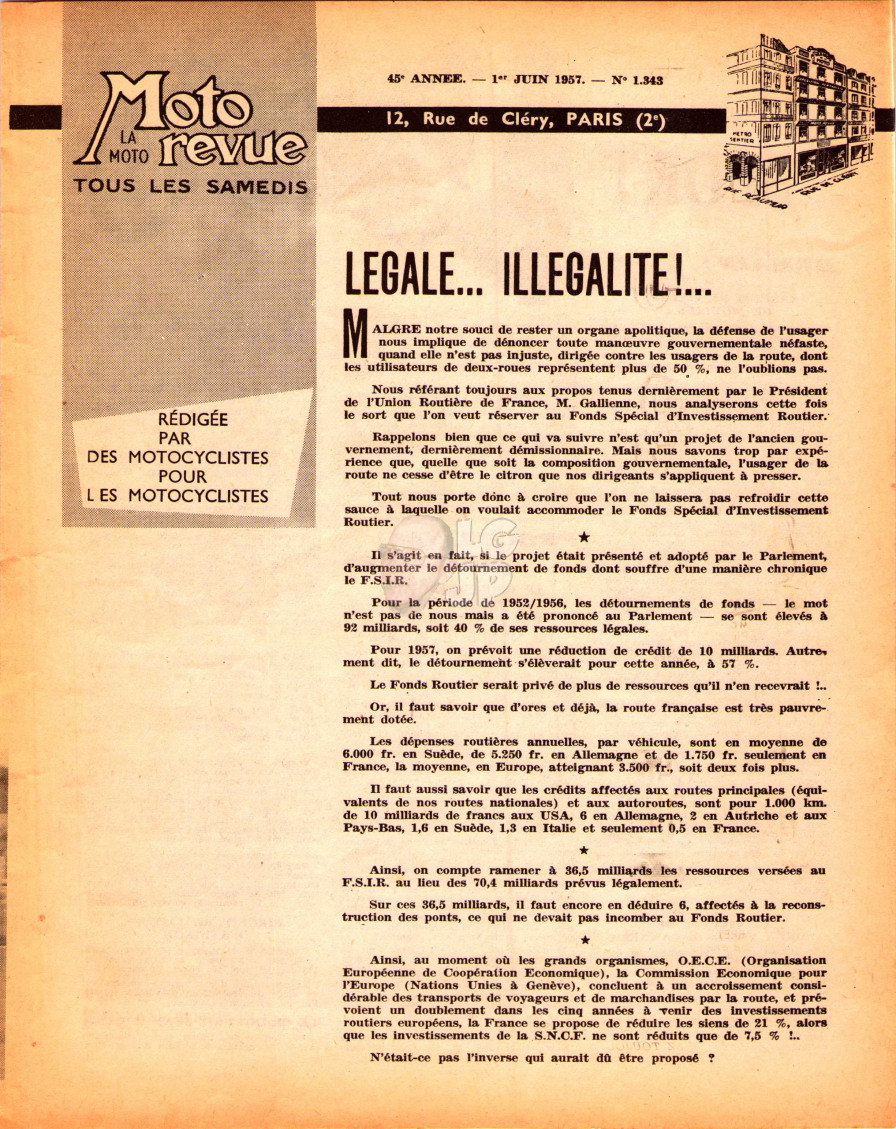 45e ANNEE. — 1er JUIN 1957. — N° 1.343
12, Rue de Cléry, PARIS (2e)
Moto
LA
MOTO
revue
TOUS LES SAMEDIS
METRO
SENTIER
RUE REAUMUR
RUE DE CLERY
RÉDIGÉE
PAR
DES MOTOCYCLISTES
POUR
LES MOTOCYCLISTES
LEGALE... ILLEGALITE!...
MALGRE notre souci de rester un organe apolitique, la défense de l'usager
nous implique de dénoncer toute manœuvre gouvernementale néfaste,
quand elle n'est pas injuste, dirigée contre les usagers de la route, dont
les utilisateurs de deux-roues représentent plus de 50 %, ne l'oublions pas.
Nous référant toujours aux propos tenus dernièrement par le Président
de l'Union Routière de France, M. Gallienne, nous analyserons cette fois
le sort que l'on veut réserver au Fonds Spécial d'Investissement Routier.
Rappelons bien que ce qui va suivre n'est qu'un projet de l'ancien gou-
vernement, dernièrement démissionnaire. Mais nous savons trop par expé-
rience que, quelle que soit la composition gouvernementale, l'usager de la
route ne cesse d'être le citron que nos dirigeants s'appliquent à presser.
Tout nous porte donc à croire que l'on ne laissera pas refroidir cette
sauce à laquelle on voulait accommoder le Fonds Spécial d'Investissement
Routier.
★
Il s'agit en fait, si le projet était présenté et adopté par le Parlement,
d'augmenter le détournement de fonds dont souffre d'une manière chronique
le F.S.I.R.
Pour la période de 1952/1956, les détournements de fonds — le mot
n'est pas de nous mais a été prononcé au Parlement — se sont élevés à
92 milliards, soit 40 % de ses ressources légales.
Pour 1957, on prévoit une réduction de crédit de 10 milliards. Autre-
ment dit, le détournement s'élèverait pour cette année, à 57 %.
Le Fonds Routier serait privé de plus de ressources qu'il n'en recevrait !..
Or, il faut savoir que d'ores et déjà, la route française est très pauvre-
ment dotée.
Les dépenses routières annuelles, par véhicule, sont en moyenne de
6.000 fr. en Suède, de 5.250 fr. en Allemagne et de 1.750 fr. seulement en
France, la moyenne, en Europe, atteignant 3.500 fr., soit deux fois plus.
Il faut aussi savoir que les crédits affectés aux routes principales (équi-
valents de nos routes nationales) et aux autoroutes, sont pour 1.000 km.
de 10 milliards de francs aux USA, 6 en Allemagne, 2 en Autriche et aux
Pays-Bas, 1,6 en Suède, 1,3 en Italie et seulement 0,5 en France.
★
Ainsi, on compte ramener à 36,5 milliards les ressources versées au
F.S.I.R. au lieu des 70,4 milliards prévus légalement.
Sur ces 36,5 milliards, il faut encore en déduire 6, affectés à la recons-
truction des ponts, ce qui ne devait pas incomber au Fonds Routier.
★
Ainsi, au moment où les grands organismes, O.E.C.E. (Organisation
Européenne de Coopération Economique), la Commission Economique pour
l'Europe (Nations Unies à Genève), concluent à un accroissement consi-
dérable des transports de voyageurs et de marchandises par la route, et pré-
voient un doublement dans les cinq années à venir des investissements
routiers européens, la France se propose de réduire les siens de 21 %, alors
que les investissements de la S.N.C.F. ne sont réduits que de 7,5 % !..
N'était-ce pas l'inverse qui aurait dû être proposé ?